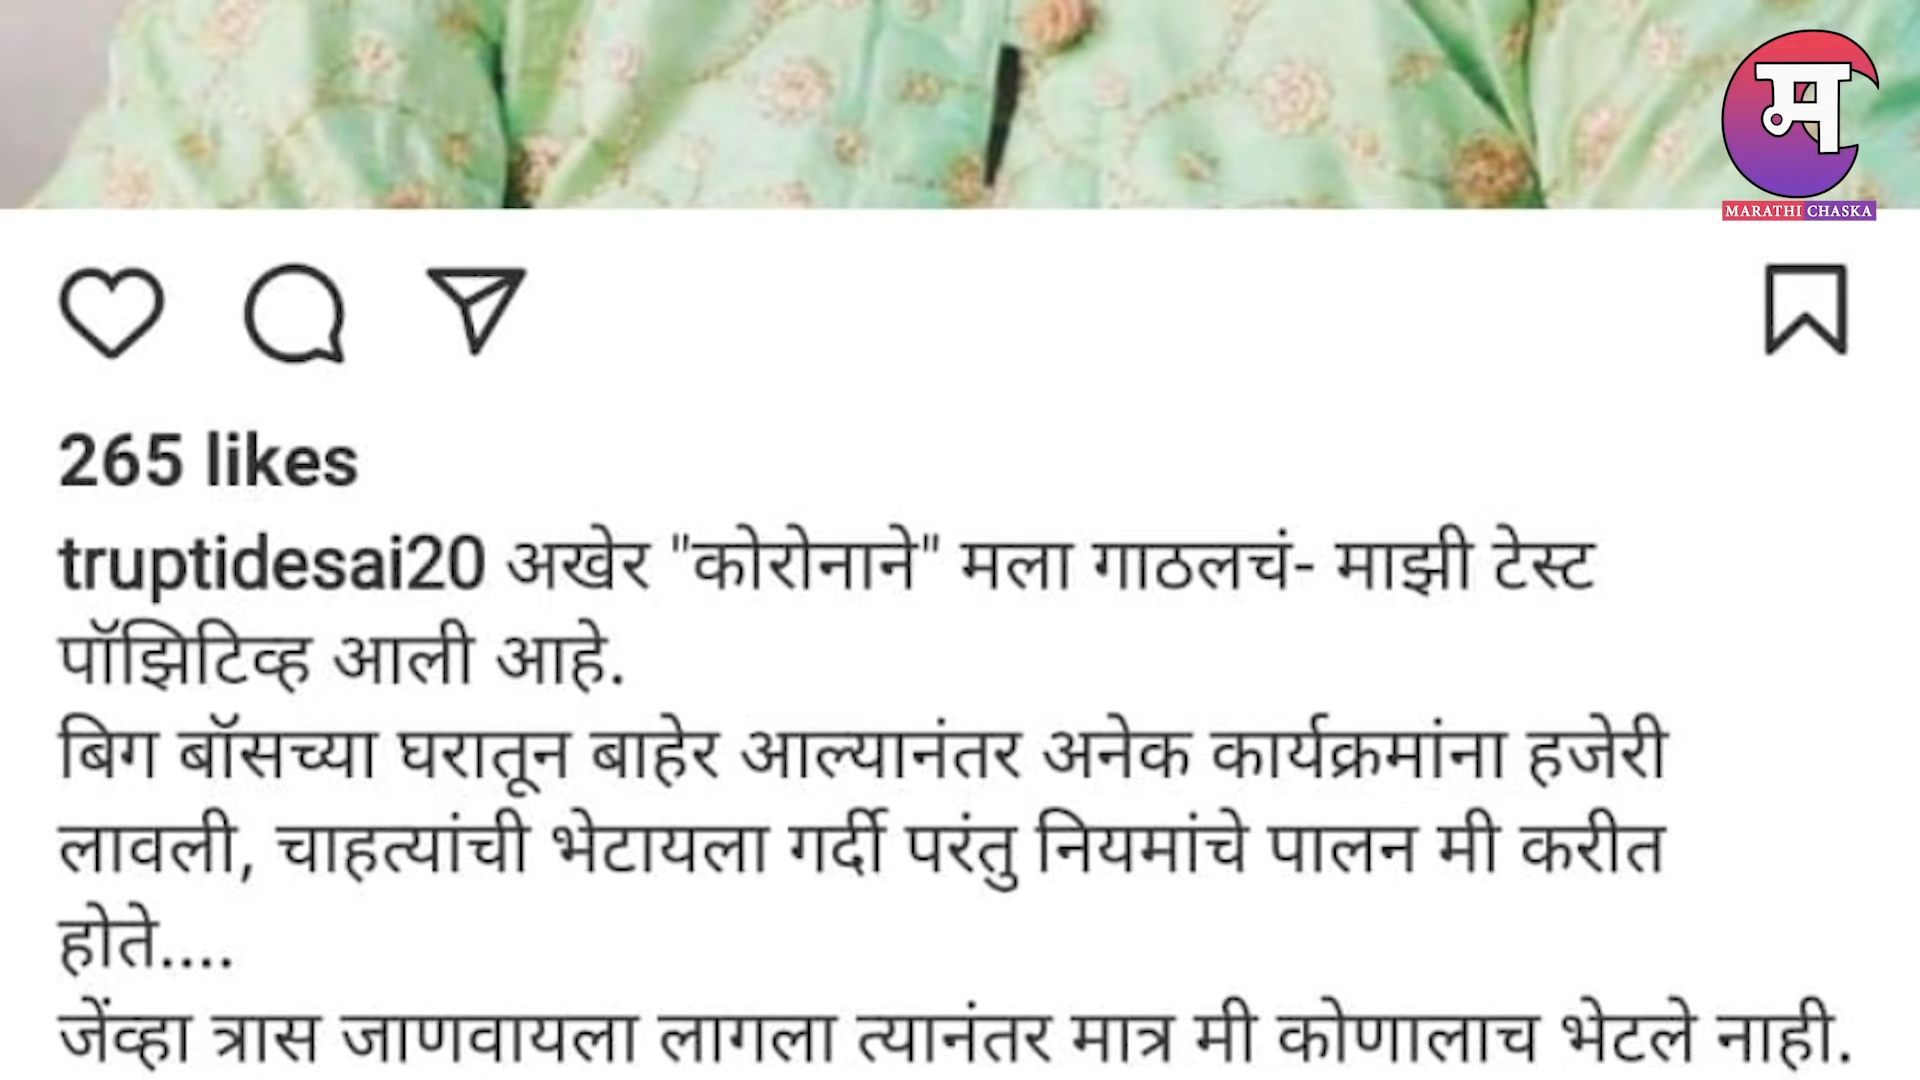 म
MARATHI CHASKA
265 likes
truptidesai20 अखेर "कोरोनाने" मला गाठलचं- माझी टेस्ट
पॉझिटिव्ह आली आहे.
बिग बॉसच्या घरातून बाहेर आल्यानंतर अनेक कार्यक्रमांना हजेरी
लावली, चाहत्यांची भेटायला गर्दी परंतु नियमांचे पालन मी करीत
होते....
जेंव्हा त्रास जाणवायला लागला त्यानंतर मात्र मी कोणालाच भेटले नाही.